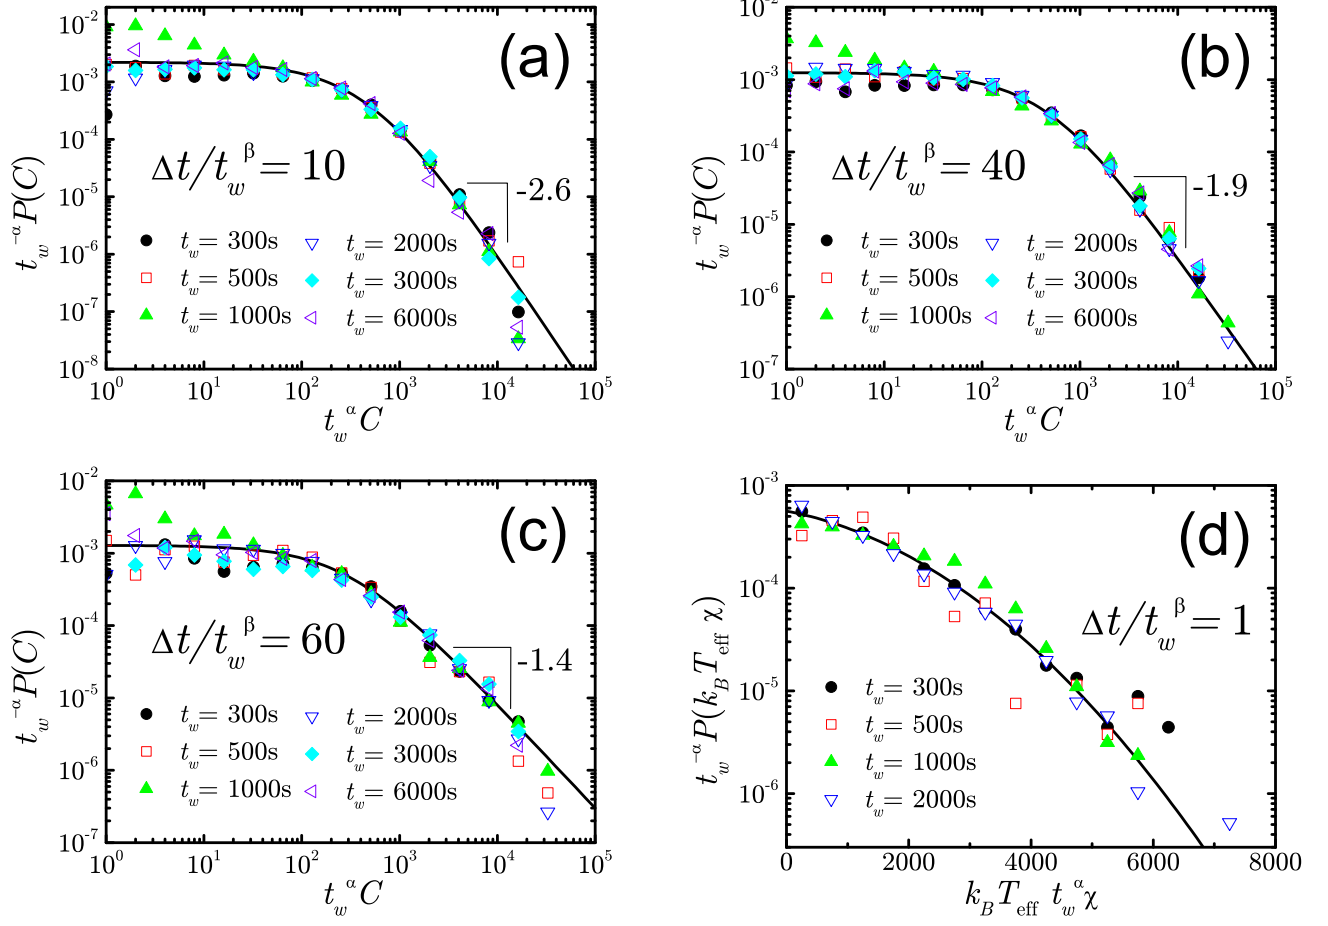 (a)
t_w^{-α} P(C)
10^{-2}
10^{-3}
10^{-4}
10^{-5}
10^{-6}
10^{-7}
10^{-8}
Δt/t_w^β = 10
-2.6
t_w = 300s
t_w = 500s
t_w = 1000s
t_w = 2000s
t_w = 3000s
t_w = 6000s
10^0 10^1 10^2 10^3 10^4 10^5
t_w^α C
(b)
t_w^{-α} P(C)
10^{-2}
10^{-3}
10^{-4}
10^{-5}
10^{-6}
10^{-7}
Δt/t_w^β = 40
-1.9
t_w = 300s
t_w = 500s
t_w = 1000s
t_w = 2000s
t_w = 3000s
t_w = 6000s
10^0 10^1 10^2 10^3 10^4 10^5
t_w^α C
(c)
t_w^{-α} P(C)
10^{-2}
10^{-3}
10^{-4}
10^{-5}
10^{-6}
10^{-7}
Δt/t_w^β = 60
-1.4
t_w = 300s
t_w = 500s
t_w = 1000s
t_w = 2000s
t_w = 3000s
t_w = 6000s
10^0 10^1 10^2 10^3 10^4 10^5
t_w^α C
(d)
t_w^{-α} P(k_B T_eff χ)
10^{-3}
10^{-4}
10^{-5}
10^{-6}
Δt/t_w^β = 1
t_w = 300s
t_w = 500s
t_w = 1000s
t_w = 2000s
0 2000 4000 6000 8000
k_B T_eff t_w^α χ